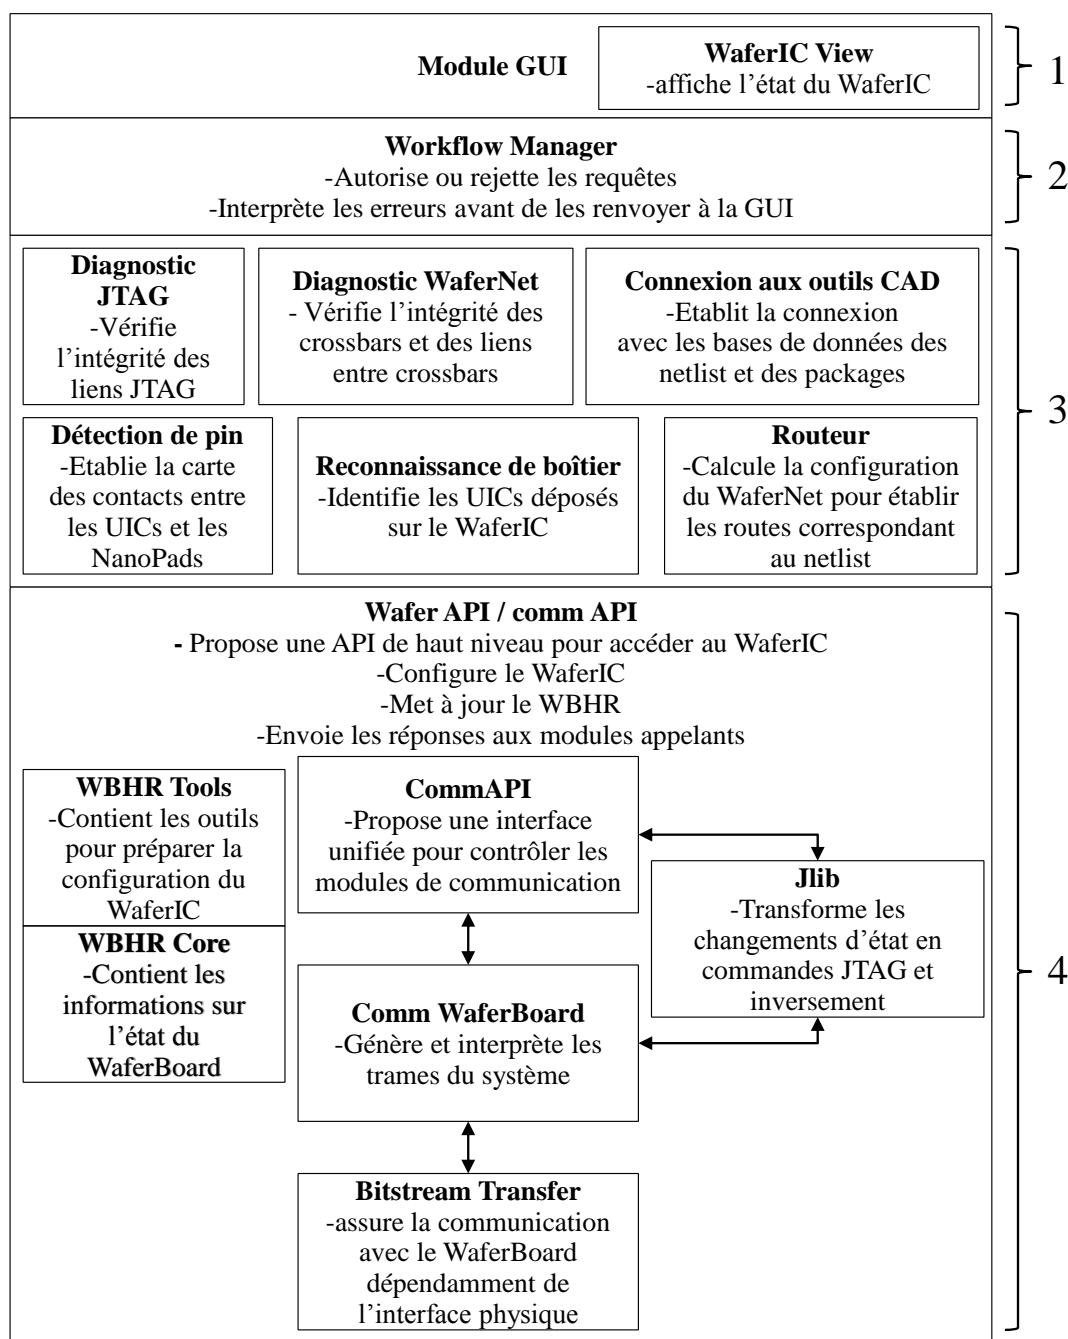 Module GUI
WaferIC View
-affiche l'état du WaferIC
1
Workflow Manager
-Autorise ou rejette les requêtes
-Interprète les erreurs avant de les renvoyer à la GUI
2
Diagnostic
JTAG
-Vérifie
l'intégrité des
liens JTAG
Diagnostic WaferNet
- Vérifie l'intégrité des
crossbars et des liens
entre crossbars
Connexion aux outils CAD
-Etablit la connexion
avec les bases de données des
netlist et des packages
Détection de pin
-Etablie la carte
des contacts entre
les UICs et les
NanoPads
Reconnaissance de boîtier
-Identifie les UICs déposés
sur le WaferIC
Routeur
-Calcule la configuration
du WaferNet pour établir
les routes correspondant
au netlist
3
Wafer API / comm API
- Propose une API de haut niveau pour accéder au WaferIC
-Configure le WaferIC
-Met à jour le WBHR
-Envoie les réponses aux modules appelants
WBHR Tools
-Contient les outils
pour préparer la
configuration du
WaferIC
WBHR Core
-Contient les
informations sur
l'état du
WaferBoard
CommAPI
-Propose une interface
unifiée pour contrôler les
modules de communication
Jlib
-Transforme les
changements d'état en
commandes JTAG et
inversement
Comm WaferBoard
-Génère et interprète les
trames du système
Bitstream Transfer
-assure la communication
avec le WaferBoard
dépendamment de
l'interface physique
4